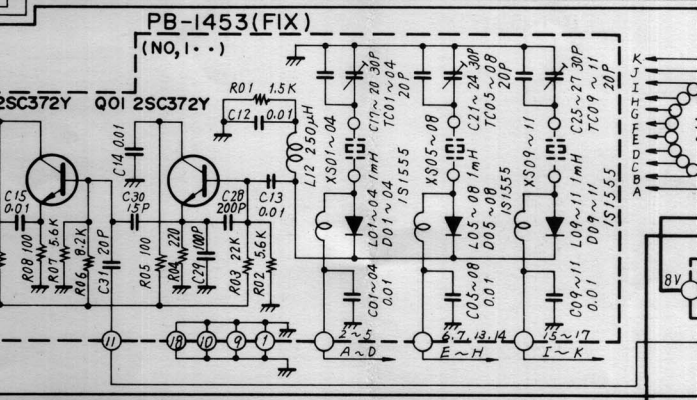 PB-1453(FIX)
(NO,1··)
2SC372Y
Q01 2SC372Y
R01 1.5K
C12 0.01
L12 250μH
C14 0.01
C15
0.01
R08 100
R07 5.6K
R06 8.2K
C31 20P
C30
15P
R05 100
R04 220
C29 100P
C28
200P
R03 22K
R02 5.6K
C13
0.01
XS01~04
C17~20 30P
TC01~04
20P
L01~04 1mH
D01~04
1S1555
C01~04
0.01
XS05~08
C21~24 30P
TC05~08
20P
L05~08 1mH
D05~08
1S1555
C05~08
0.01
XS09~11
C25~27 30P
TC09~11
20P
L09~11 1mH
D09~11
1S1555
C09~11
0.01
K
J
I
H
G
F
E
D
C
B
A
8V
11
18
10
9
1
2~5
A~D
6.7,13.14
E~H
15~17
I~K